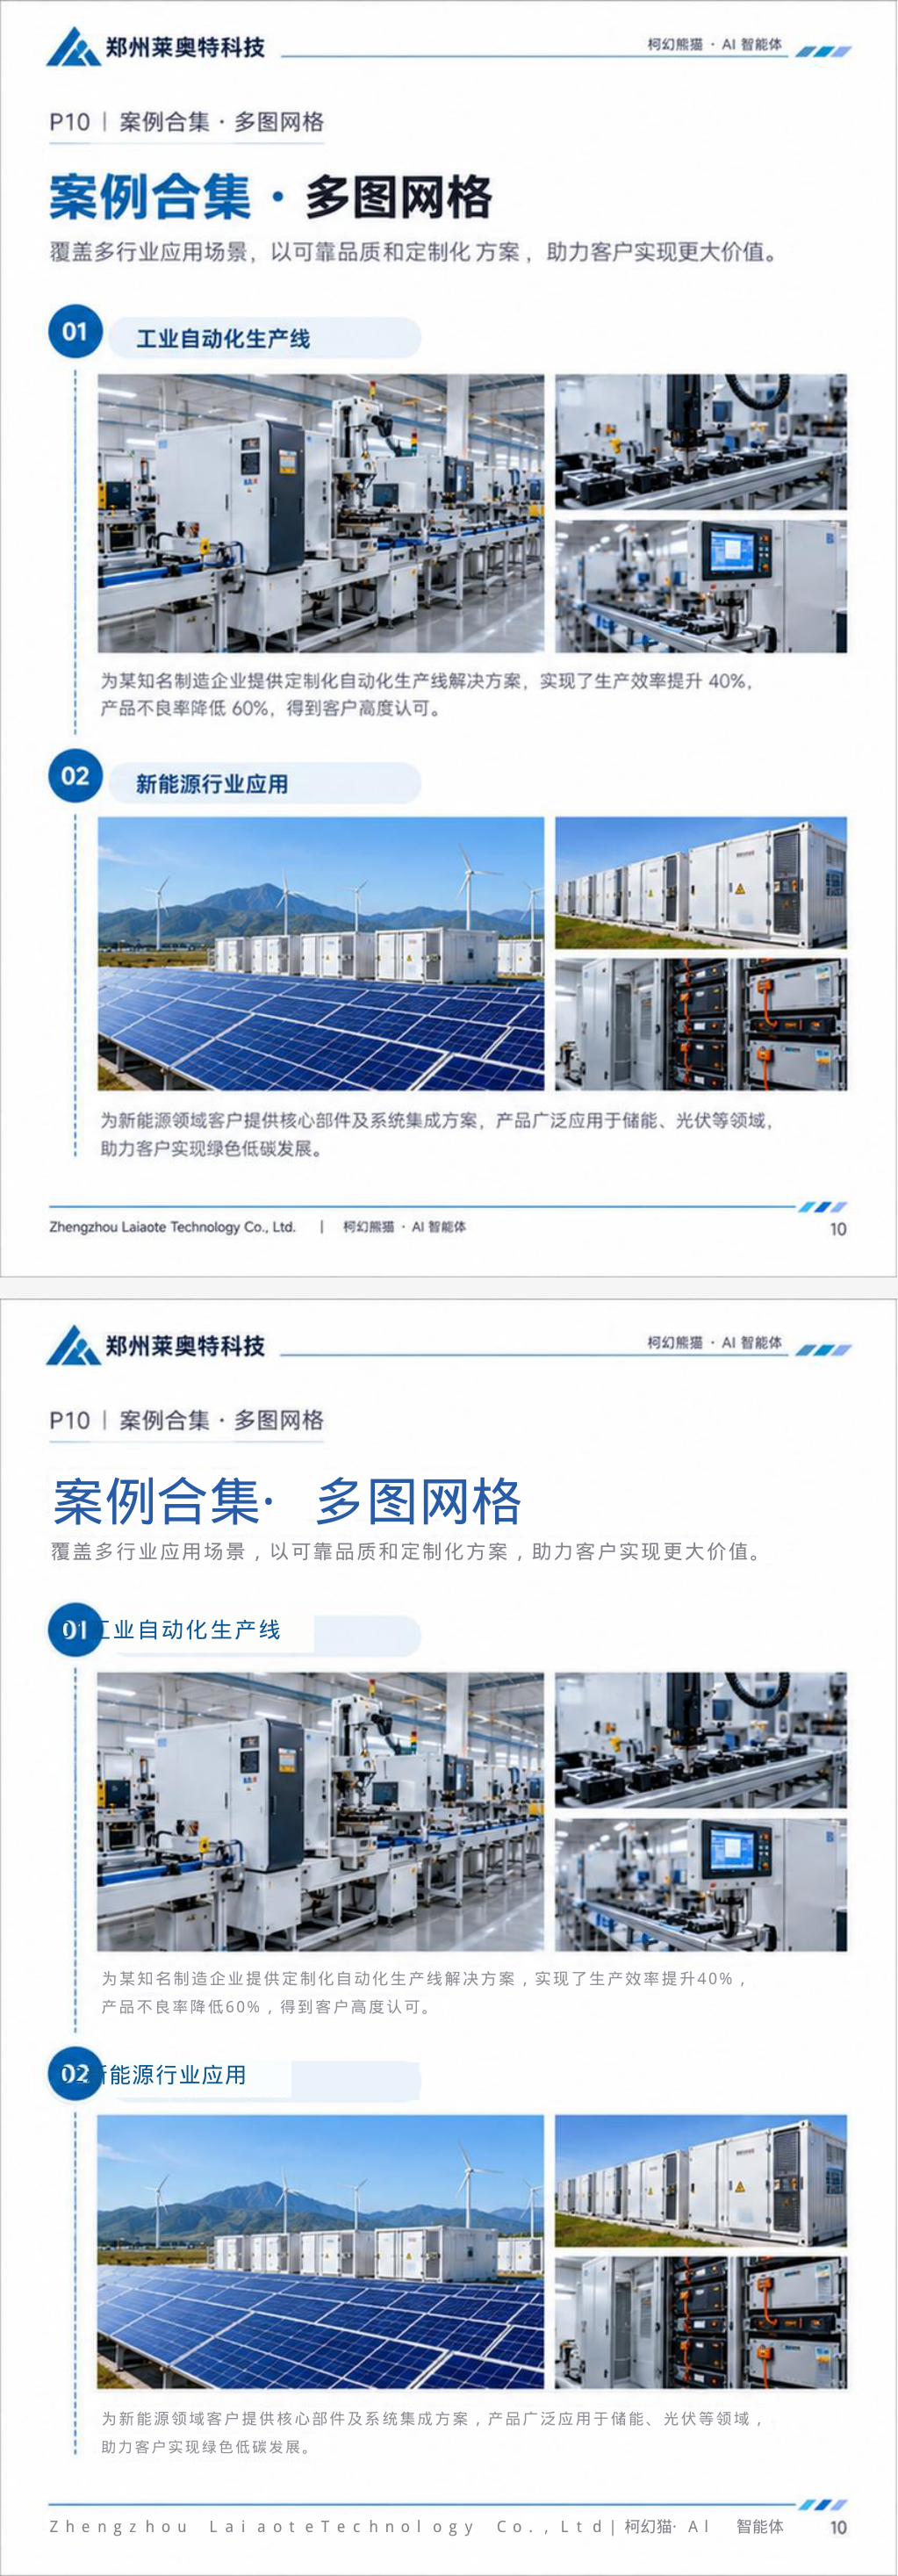 郑州莱奥特科技
柯幻熊猫 · AI 智能体
P10 | 案例合集 · 多图网格
案例合集 · 多图网格
覆盖多行业应用场景，以可靠品质和定制化方案，助力客户实现更大价值。
01
工业自动化生产线
为某知名制造企业提供定制化自动化生产线解决方案，实现了生产效率提升 40%，
产品不良率降低 60%，得到客户高度认可。
02
新能源行业应用
为新能源领域客户提供核心部件及系统集成方案，产品广泛应用于储能、光伏等领域，
助力客户实现绿色低碳发展。
Zhengzhou Laiaote Technology Co., Ltd. | 柯幻熊猫 · AI 智能体
10
郑州莱奥特科技
柯幻熊猫 · AI 智能体
P10 | 案例合集 · 多图网格
案例合集· 多图网格
覆盖多行业应用场景，以可靠品质和定制化方案，助力客户实现更大价值。
01
工业自动化生产线
为某知名制造企业提供定制化自动化生产线解决方案，实现了生产效率提升40%，
产品不良率降低60%，得到客户高度认可。
02
新能源行业应用
为新能源领域客户提供核心部件及系统集成方案，产品广泛应用于储能、光伏等领域，
助力客户实现绿色低碳发展。
Zhengzhou LaiaoteTechnology Co.,Ltd|柯幻猫· Al 智能体
10